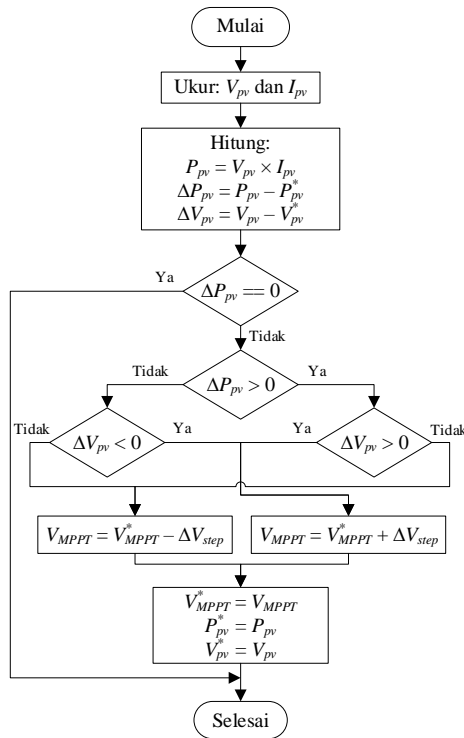 Mulai
Ukur: V_pv dan I_pv
Hitung:
P_pv = V_pv × I_pv
ΔP_pv = P_pv − P*_pv
ΔV_pv = V_pv − V*_pv
Ya
ΔP_pv == 0
Tidak
Tidak
ΔP_pv > 0
Ya
Tidak
ΔV_pv < 0
Ya
Ya
ΔV_pv > 0
Tidak
V_MPPT = V*_MPPT − ΔV_step
V_MPPT = V*_MPPT + ΔV_step
V*_MPPT = V_MPPT
P*_pv = P_pv
V*_pv = V_pv
Selesai